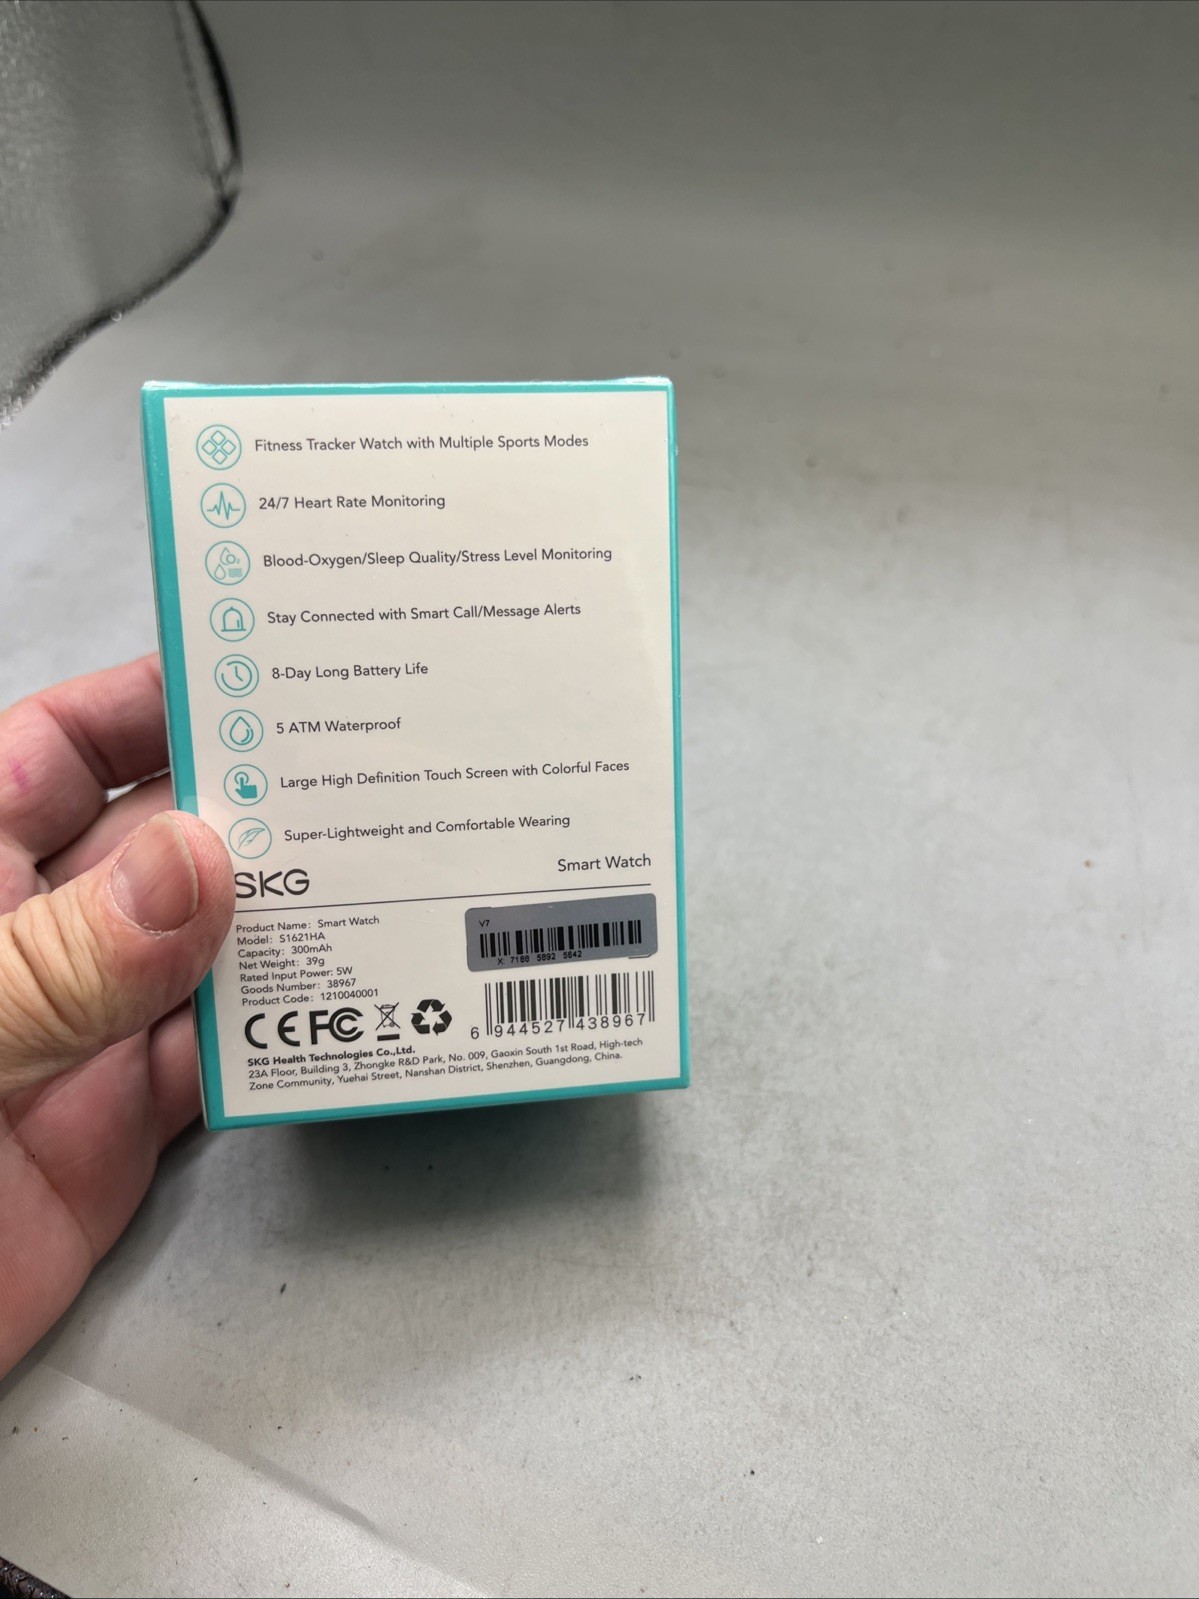 Fitness Tracker Watch with Multiple Sports Modes
24/7 Heart Rate Monitoring
Blood-Oxygen/Sleep Quality/Stress Level Monitoring
Stay Connected with Smart Call/Message Alerts
8-Day Long Battery Life
5 ATM Waterproof
Large High Definition Touch Screen with Colorful Faces
Super-Lightweight and Comfortable Wearing
SKG
Smart Watch
Product Name: Smart Watch
Model: S1621HA
Capacity: 300mAh
Net Weight: 39g
Rated Input Power: 5W
Goods Number: 38967
Product Code: 1210040001
V7
X: 7186 5892 5642
CE FC
6 944527 438967
SKG Health Technologies Co.,Ltd.
23A Floor, Building 3, Zhongke R&D Park, No. 009, Gaoxin South 1st Road, High-tech
Zone Community, Yuehai Street, Nanshan District, Shenzhen, Guangdong, China.